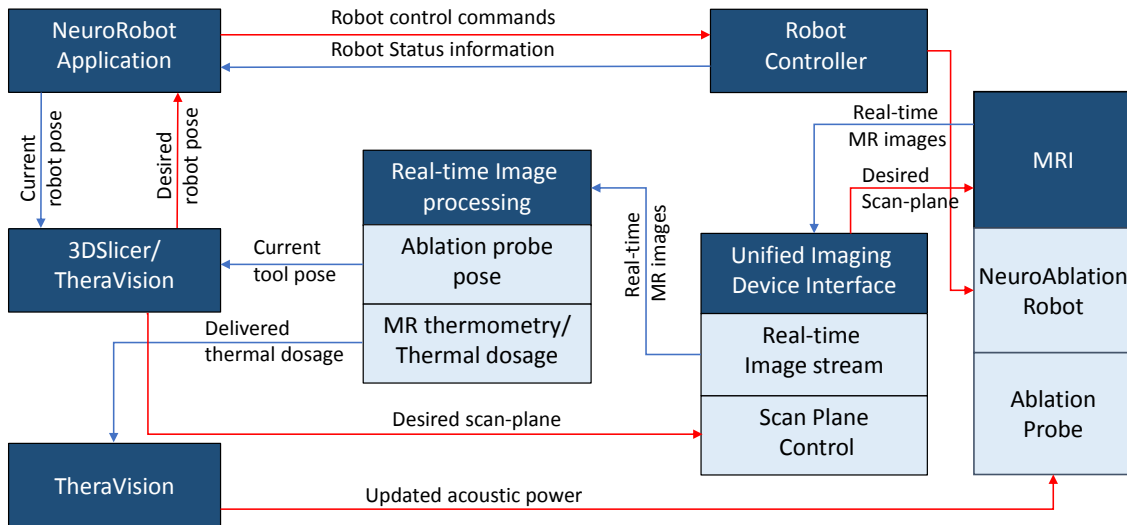 NeuroRobot
Application
Robot control commands
Robot Status information
Robot
Controller
Current
robot pose
Desired
robot pose
Real-time
MR images
MRI
Desired
Scan-plane
Real-time Image
processing
Ablation probe
pose
MR thermometry/
Thermal dosage
Real-time
MR images
3DSlicer/
TheraVision
Current
tool pose
Delivered
thermal dosage
Unified Imaging
Device Interface
Real-time
Image stream
Scan Plane
Control
NeuroAblation
Robot
Ablation
Probe
Desired scan-plane
TheraVision
Updated acoustic power